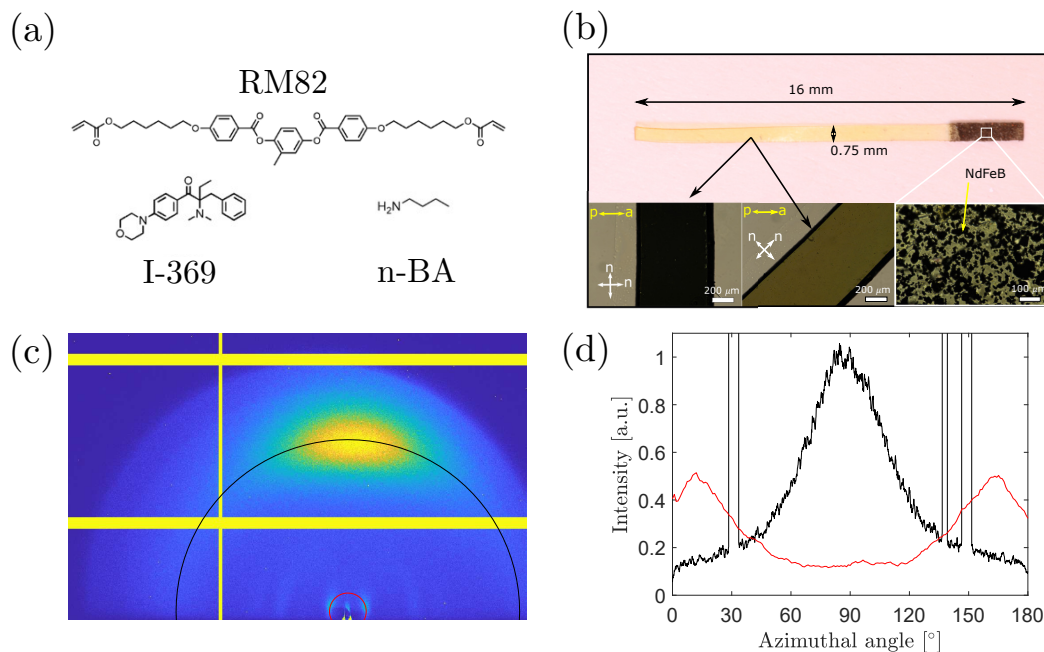 (a)
RM82
O
O
O
O
O
O
O
O
O
O
O
N
O
N
H₂N
I-369
n-BA
(b)
16 mm
0.75 mm
NdFeB
p a
n
n
200 μm
p a
n n
200 μm
100 μm
(c)
(d)
Intensity [a.u.]
1
0.8
0.6
0.4
0.2
0
0 30 60 90 120 150 180
Azimuthal angle [°]